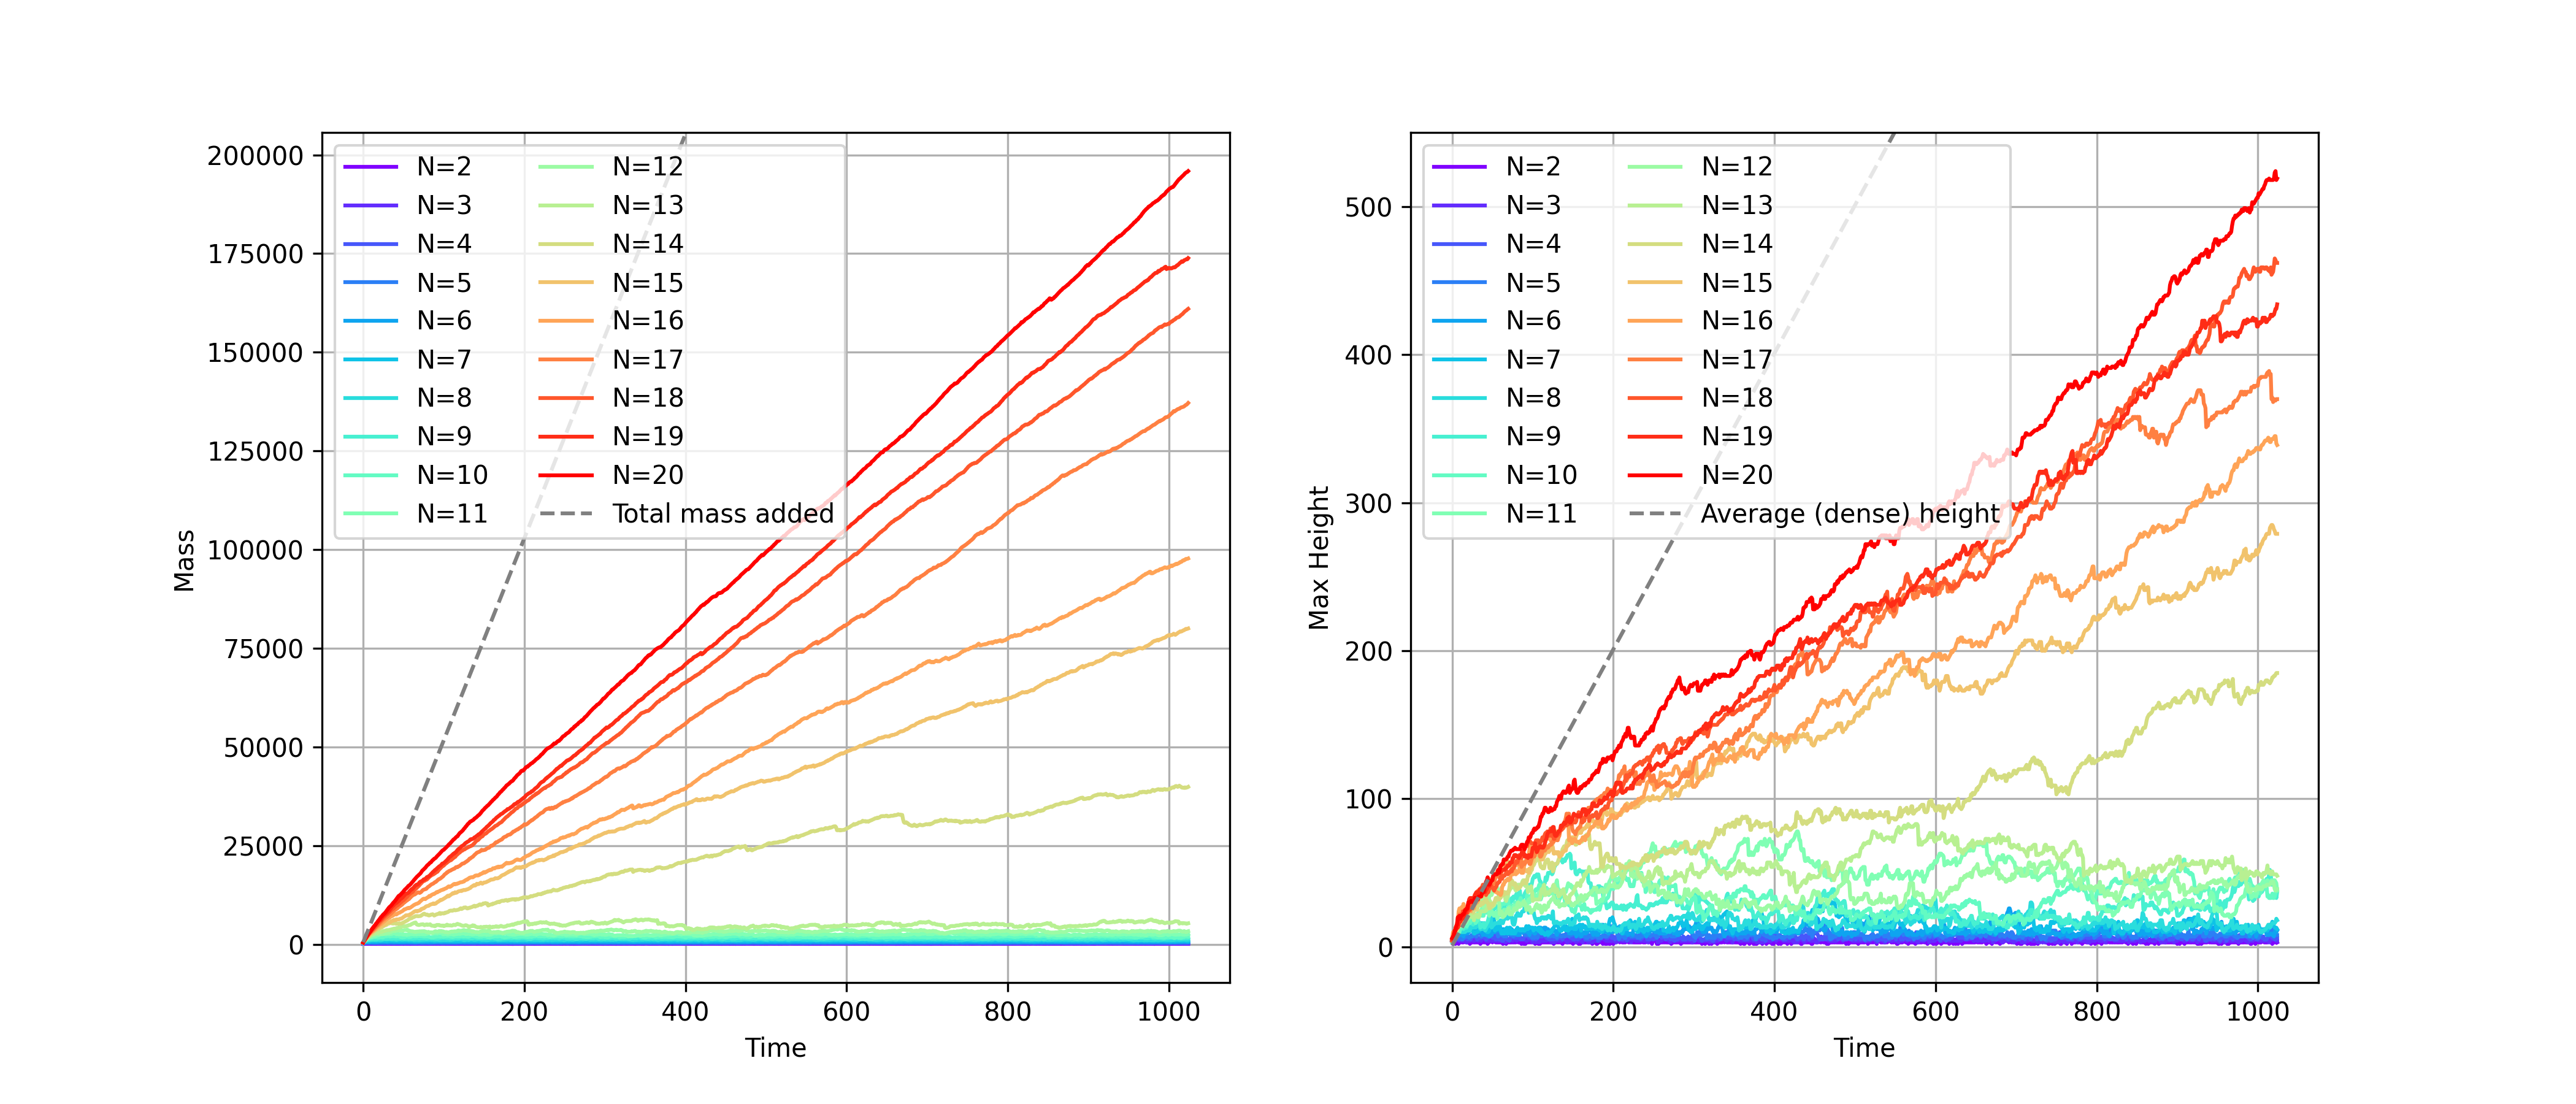 200000
175000
150000
125000
100000
75000
50000
25000
0
Mass
N=2
N=3
N=4
N=5
N=6
N=7
N=8
N=9
N=10
N=11
N=12
N=13
N=14
N=15
N=16
N=17
N=18
N=19
N=20
Total mass added
0 200 400 600 800 1000
Time
500
400
300
200
100
0
Max Height
N=2
N=3
N=4
N=5
N=6
N=7
N=8
N=9
N=10
N=11
N=12
N=13
N=14
N=15
N=16
N=17
N=18
N=19
N=20
Average (dense) height
0 200 400 600 800 1000
Time